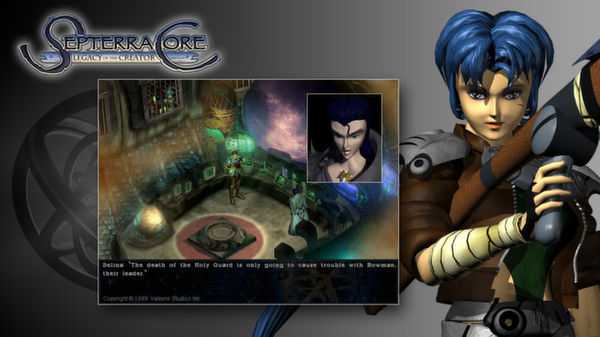 SEPTERRA CORE
LEGACY OF THE CREATOR
Selina: "The death of the Holy Guard is only going to cause trouble with Bowman,
their leader."
Copyright © 1999 Valkyrie Studios Inc.